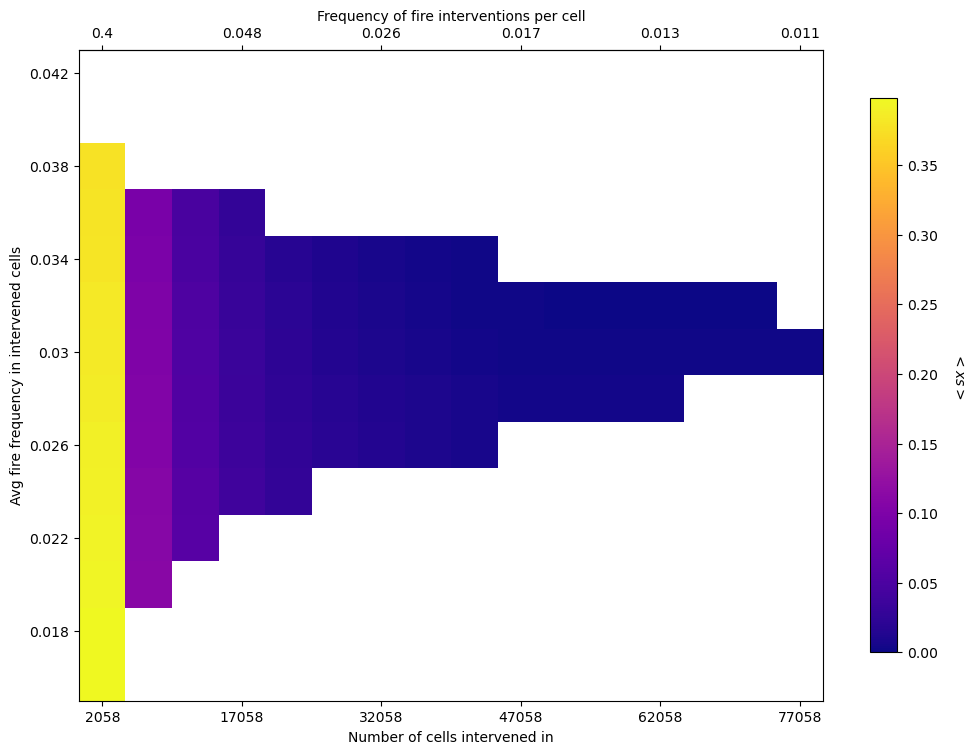 Frequency of fire interventions per cell
0.4 0.048 0.026 0.017 0.013 0.011
0.042
0.038
0.034
0.03
0.026
0.022
0.018
Avg fire frequency in intervened cells
2058 17058 32058 47058 62058 77058
Number of cells intervened in
0.35
0.30
0.25
0.20
0.15
0.10
0.05
0.00
< sx >